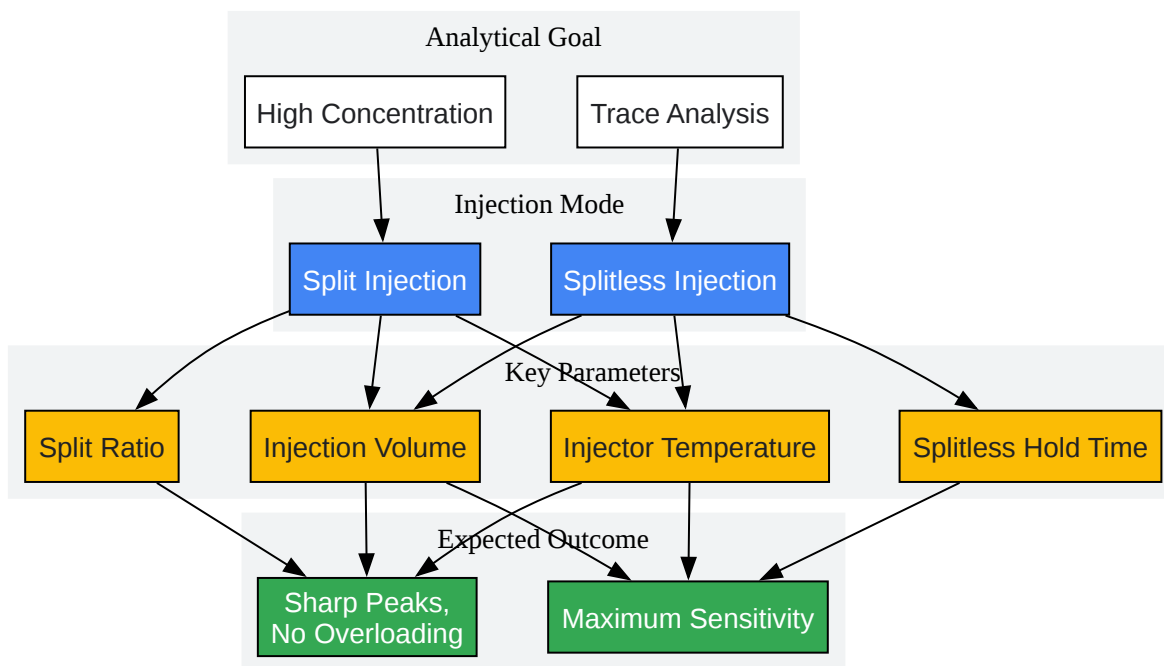 Analytical Goal
High Concentration
Trace Analysis
Injection Mode
Split Injection
Splitless Injection
Key Parameters
Split Ratio
Injection Volume
Injector Temperature
Splitless Hold Time
Expected Outcome
Sharp Peaks,
No Overloading
Maximum Sensitivity